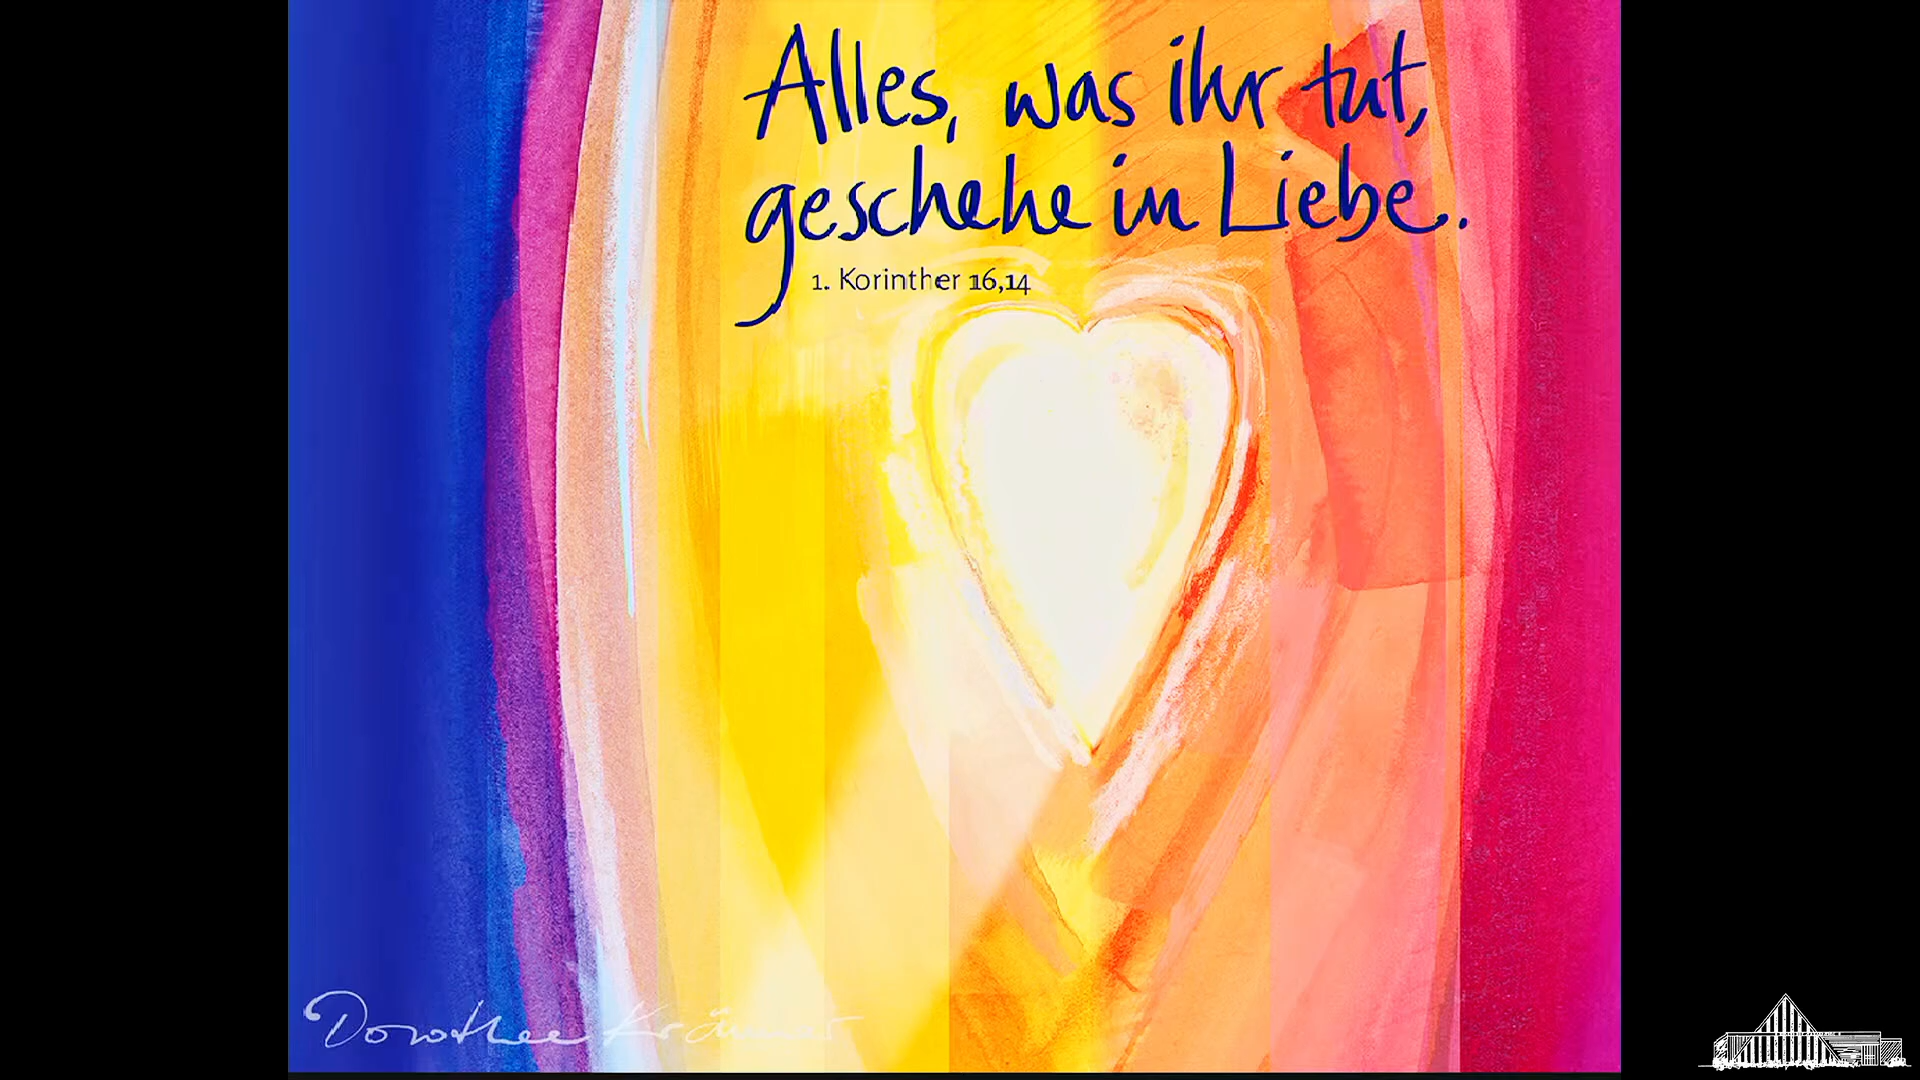 Alles, was ihr tut,
geschehe in Liebe.
1. Korinther 16,14
Dorothee Krämer